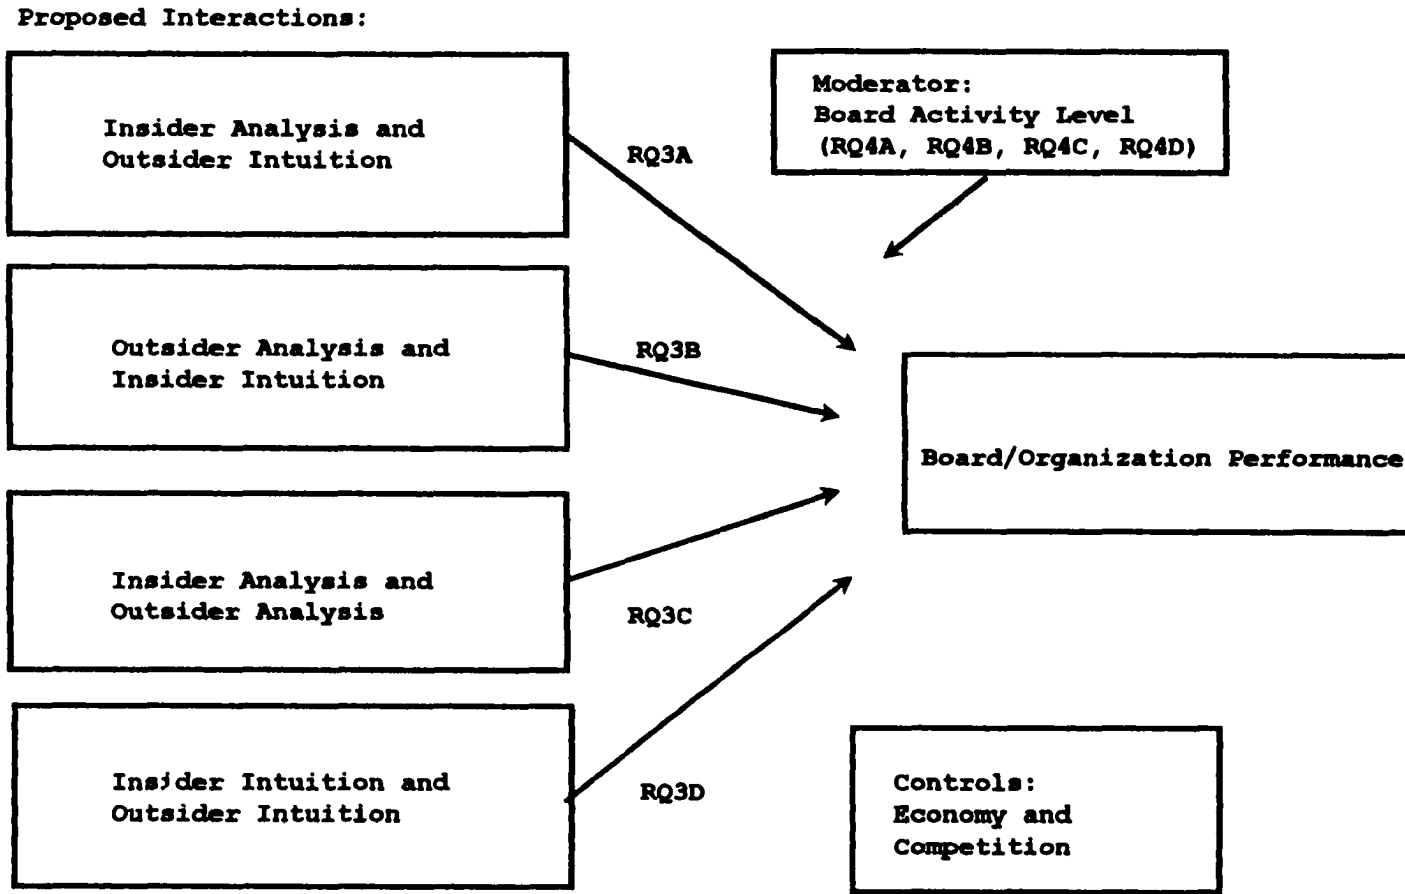 Proposed Interactions:
Insider Analysis and
Outsider Intuition
RQ3A
Moderator:
Board Activity Level
(RQ4A, RQ4B, RQ4C, RQ4D)
Outsider Analysis and
Insider Intuition
RQ3B
Board/Organization Performance
Insider Analysis and
Outsider Analysis
RQ3C
Insider Intuition and
Outsider Intuition
RQ3D
Controls:
Economy and
Competition